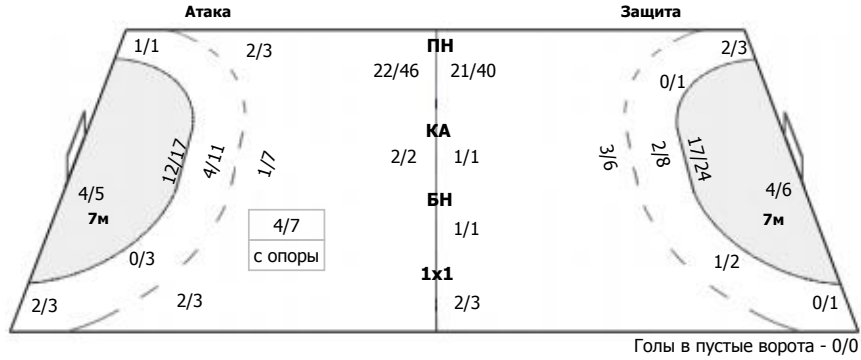 Атака
Защита
1/1
2/3
ПН
2/3
22/46
21/40
0/1
КА
12/17
4/11
1/7
2/2
1/1
3/6
2/8
17/24
4/5
7м
БН
4/6
7м
4/7
1/1
с опоры
0/3
1/2
1x1
2/3
2/3
2/3
0/1
Голы в пустые ворота - 0/0